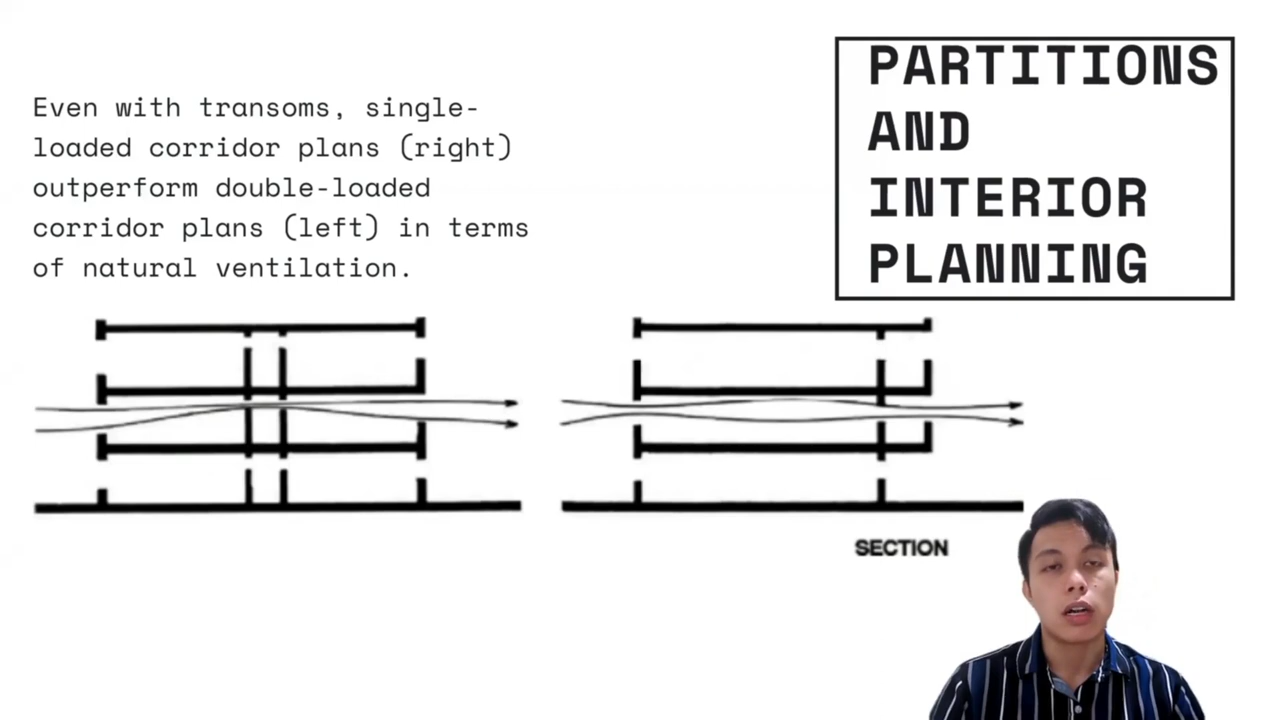 Even with transoms, single-
loaded corridor plans (right)
outperform double-loaded
corridor plans (left) in terms
of natural ventilation.
PARTITIONS
AND
INTERIOR
PLANNING
SECTION